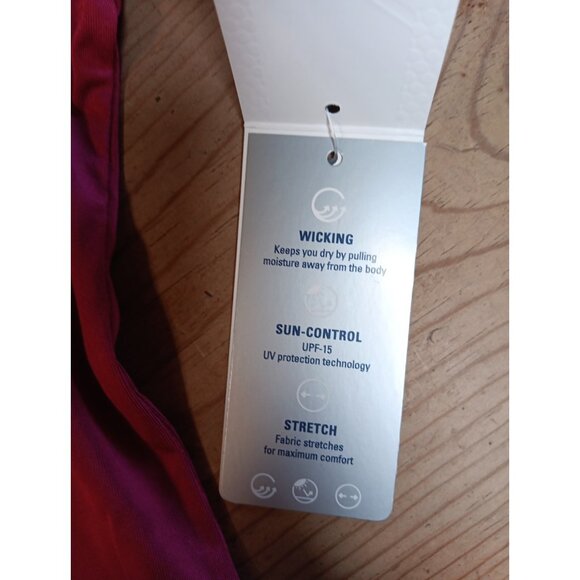 WICKING
Keeps you dry by pulling
moisture away from the body
SUN-CONTROL
UPF-15
UV protection technology
STRETCH
Fabric stretches
for maximum comfort